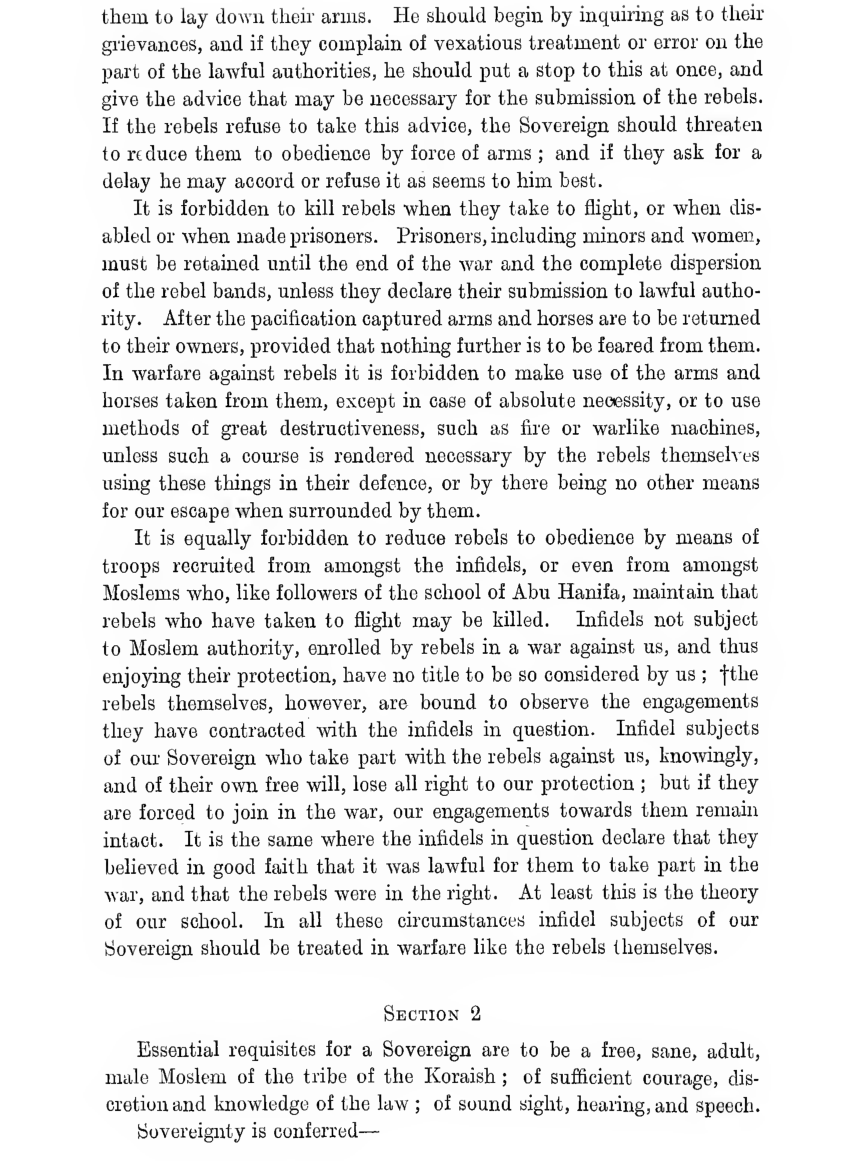 them to lay down their arms. He should begin by inquiring as to their
grievances, and if they complain of vexatious treatment or error on the
part of the lawful authorities, he should put a stop to this at once, and
give the advice that may be necessary for the submission of the rebels.
If the rebels refuse to take this advice, the Sovereign should threaten
to reduce them to obedience by force of arms ; and if they ask for a
delay he may accord or refuse it as seems to him best.
It is forbidden to kill rebels when they take to flight, or when dis-
abled or when made prisoners. Prisoners, including minors and women,
must be retained until the end of the war and the complete dispersion
of the rebel bands, unless they declare their submission to lawful autho-
rity. After the pacification captured arms and horses are to be returned
to their owners, provided that nothing further is to be feared from them.
In warfare against rebels it is forbidden to make use of the arms and
horses taken from them, except in case of absolute necessity, or to use
methods of great destructiveness, such as fire or warlike machines,
unless such a course is rendered necessary by the rebels themselves
using these things in their defence, or by there being no other means
for our escape when surrounded by them.
It is equally forbidden to reduce rebels to obedience by means of
troops recruited from amongst the infidels, or even from amongst
Moslems who, like followers of the school of Abu Hanifa, maintain that
rebels who have taken to flight may be killed. Infidels not subject
to Moslem authority, enrolled by rebels in a war against us, and thus
enjoying their protection, have no title to be so considered by us ; †the
rebels themselves, however, are bound to observe the engagements
they have contracted with the infidels in question. Infidel subjects
of our Sovereign who take part with the rebels against us, knowingly,
and of their own free will, lose all right to our protection ; but if they
are forced to join in the war, our engagements towards them remain
intact. It is the same where the infidels in question declare that they
believed in good faith that it was lawful for them to take part in the
war, and that the rebels were in the right. At least this is the theory
of our school. In all these circumstances infidel subjects of our
Sovereign should be treated in warfare like the rebels themselves.
SECTION 2
Essential requisites for a Sovereign are to be a free, sane, adult,
male Moslem of the tribe of the Koraish ; of sufficient courage, dis-
cretion and knowledge of the law ; of sound sight, hearing, and speech.
Sovereignty is conferred—